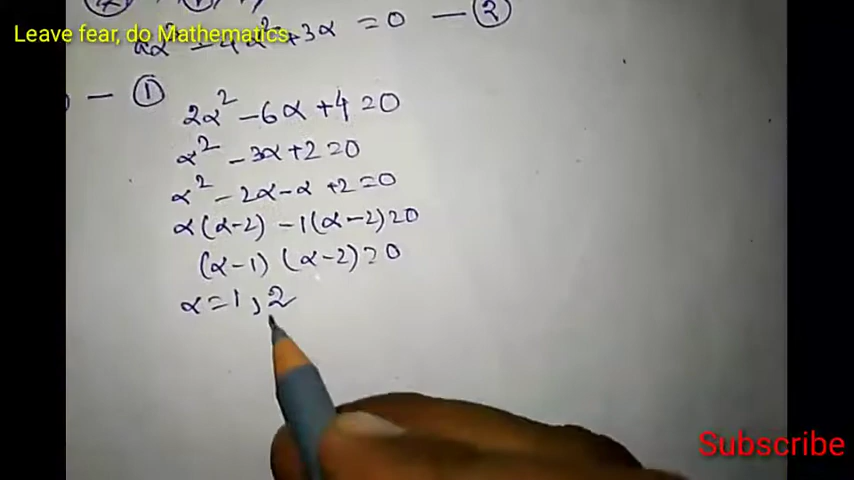 Leave fear, do Mathematics
+3α = 0 — ②
— ①
2α² - 6α + 4 = 0
α² - 3α + 2 = 0
α² - 2α - α + 2 = 0
α(α-2) - 1(α-2) = 0
(α-1) (α-2) = 0
α = 1, 2
Subscribe